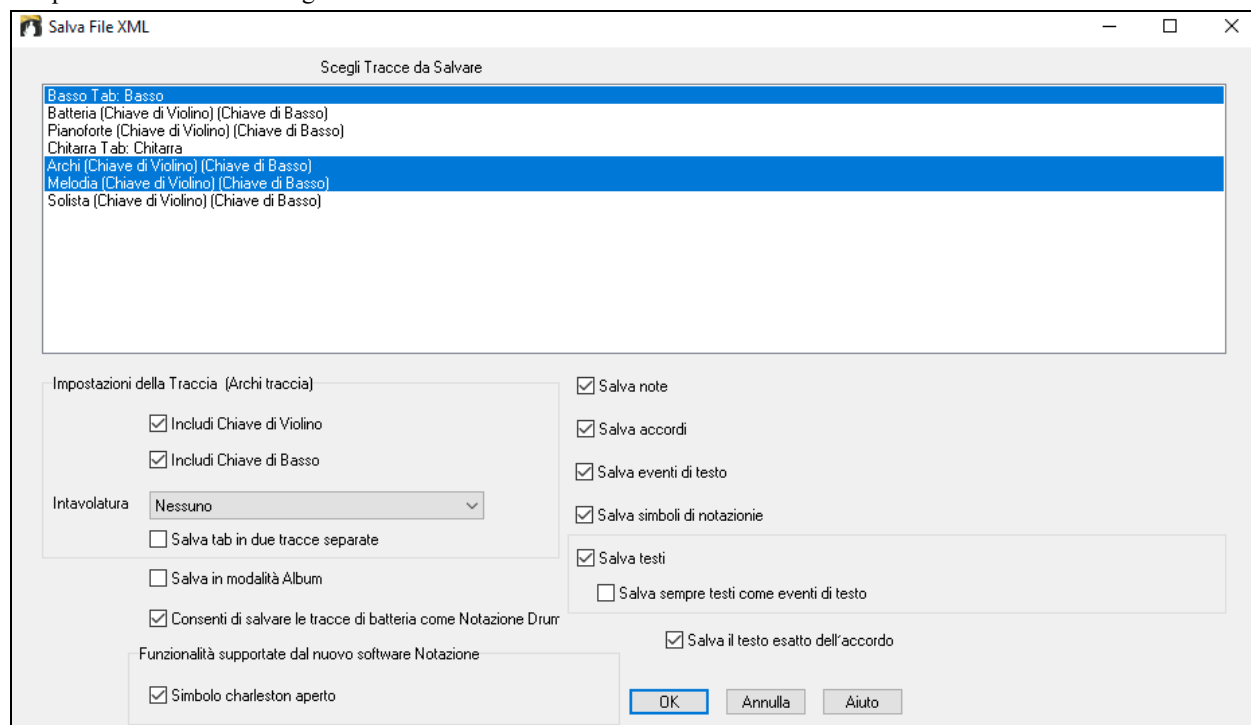 Salva File XML
Scegli Tracce da Salvare
Basso Tab: Basso
Batteria (Chiave di Violino) (Chiave di Basso)
Pianoforte (Chiave di Violino) (Chiave di Basso)
Chitarra Tab: Chitarra
Archi (Chiave di Violino) (Chiave di Basso)
Melodia (Chiave di Violino) (Chiave di Basso)
Solista (Chiave di Violino) (Chiave di Basso)
Impostazioni della Traccia (Archi traccia)
Includi Chiave di Violino
Includi Chiave di Basso
Intavolatura Nessuno
Salva tab in due tracce separate
Salva in modalità Album
Consenti di salvare le tracce di batteria come Notazione Drum
Funzionalità supportate dal nuovo software Notazione
Simbolo charleston aperto
Salva note
Salva accordi
Salva eventi di testo
Salva simboli di notazionie
Salva testi
Salva sempre testi come eventi di testo
Salva il testo esatto dell'accordo
OK Annulla Aiuto